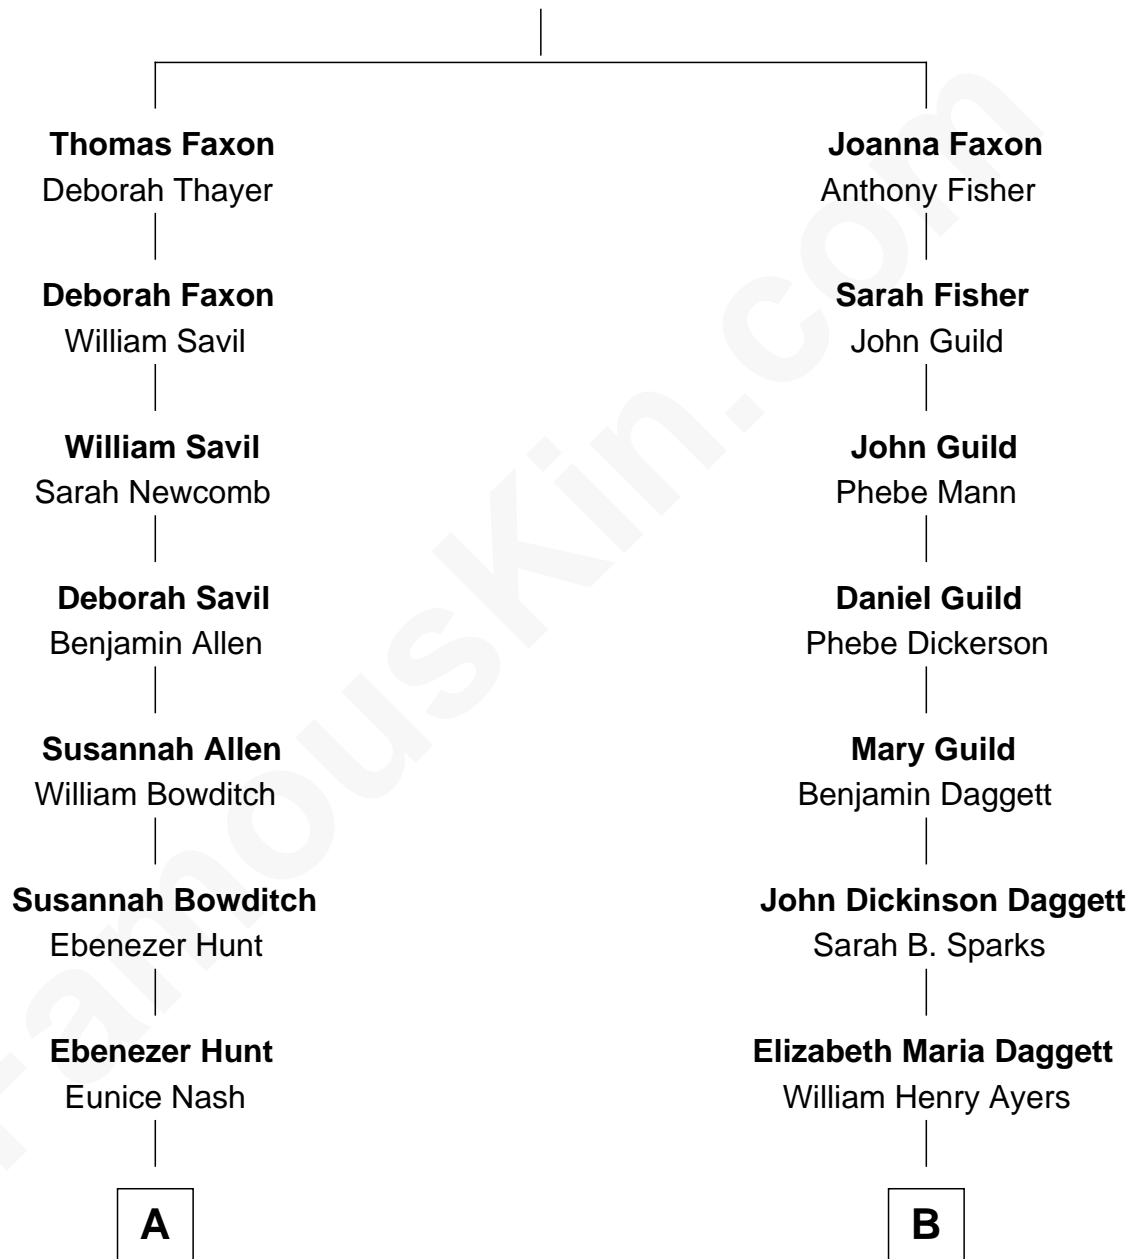 Thomas Faxon
Deborah Thayer
Joanna Faxon
Anthony Fisher
Deborah Faxon
William Savil
Sarah Fisher
John Guild
William Savil
Sarah Newcomb
John Guild
Phebe Mann
Deborah Savil
Benjamin Allen
Daniel Guild
Phebe Dickerson
Susannah Allen
William Bowditch
Mary Guild
Benjamin Daggett
Susannah Bowditch
Ebenezer Hunt
John Dickinson Daggett
Sarah B. Sparks
Ebenezer Hunt
Eunice Nash
Elizabeth Maria Daggett
William Henry Ayers
A
B
FamousKin.com